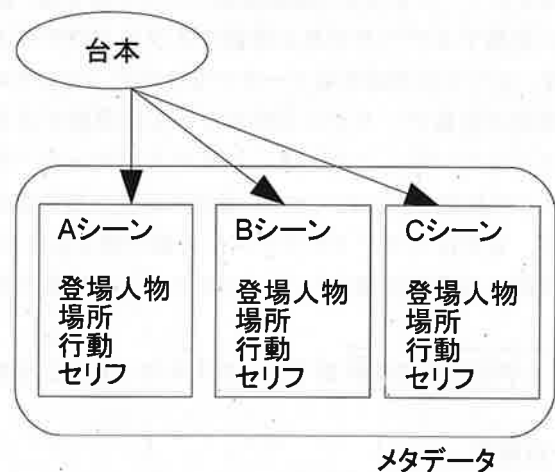 台本
Aシーン
登場人物
場所
行動
セリフ
Bシーン
登場人物
場所
行動
セリフ
Cシーン
登場人物
場所
行動
セリフ
メタデータ